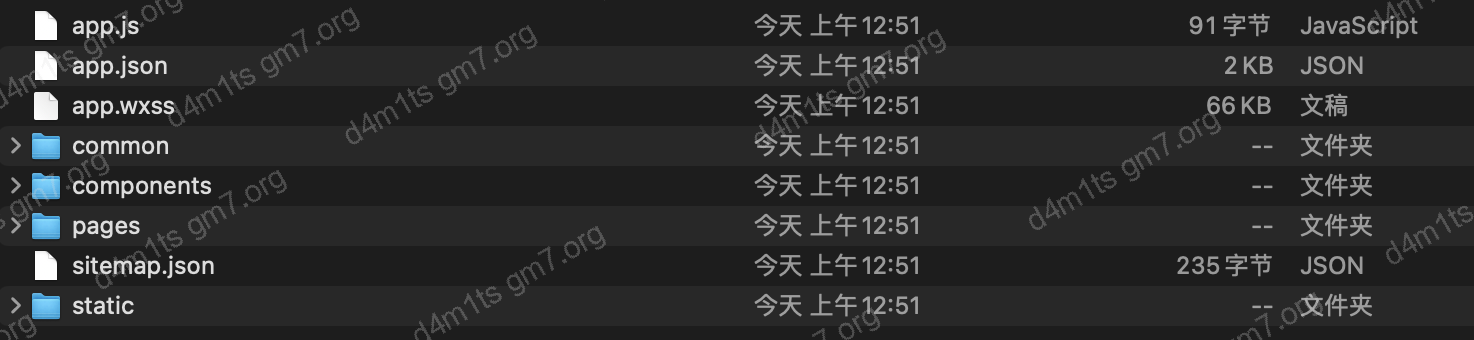 app.js 今天 上午12:51 91 字节 JavaScript
app.json 今天 上午12:51 2 KB JSON
app.wxss 今天 上午12:51 66 KB 文稿
common 今天 上午12:51 -- 文件夹
components 今天 上午12:51 -- 文件夹
pages 今天 上午12:51 -- 文件夹
sitemap.json 今天 上午12:51 235 字节 JSON
static 今天 上午12:51 -- 文件夹
d4m1ts gm7.org
d4m1ts gm7.org
d4m1ts gm7.org
d4m1ts gm7.org
d4m1ts gm7.org
d4m1ts gm7.org
d4m1ts gm7.org